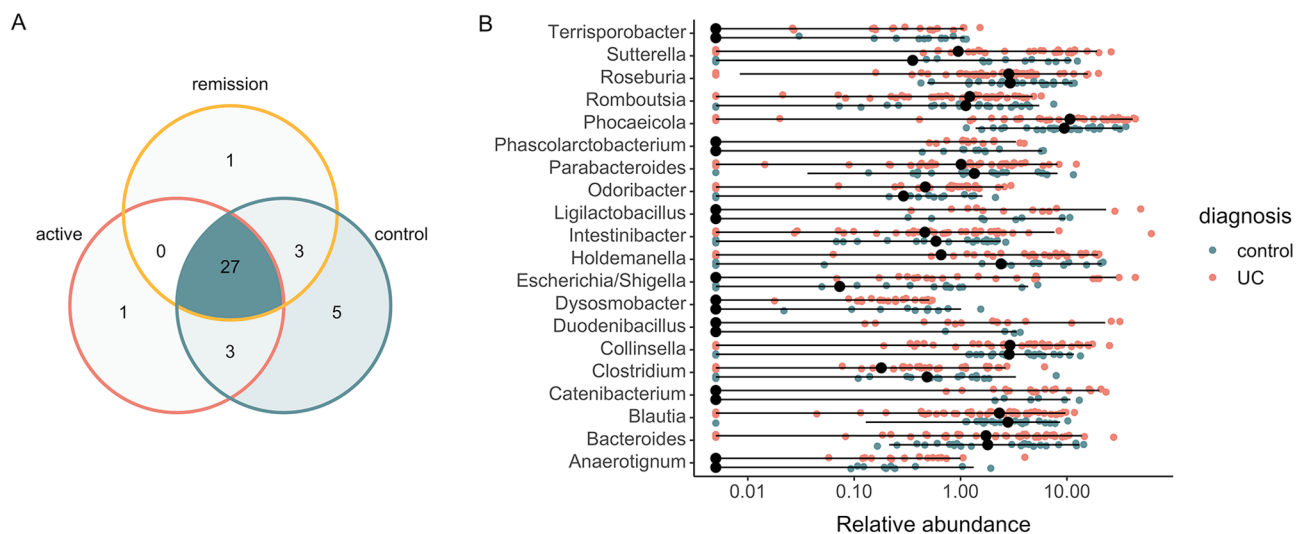 A
remission
1
active
control
0
3
27
1
5
3
B
Terrisporobacter
Sutterella
Roseburia
Romboutsia
Phocaeicola
Phascolarctobacterium
Parabacteroides
Odoribacter
Ligilactobacillus
Intestinibacter
Holdemanella
Escherichia/Shigella
Dysosmobacter
Duodenibacillus
Collinsella
Clostridium
Catenibacterium
Blautia
Bacteroides
Anaerotignum
0.01 0.10 1.00 10.00
Relative abundance
diagnosis
control
UC